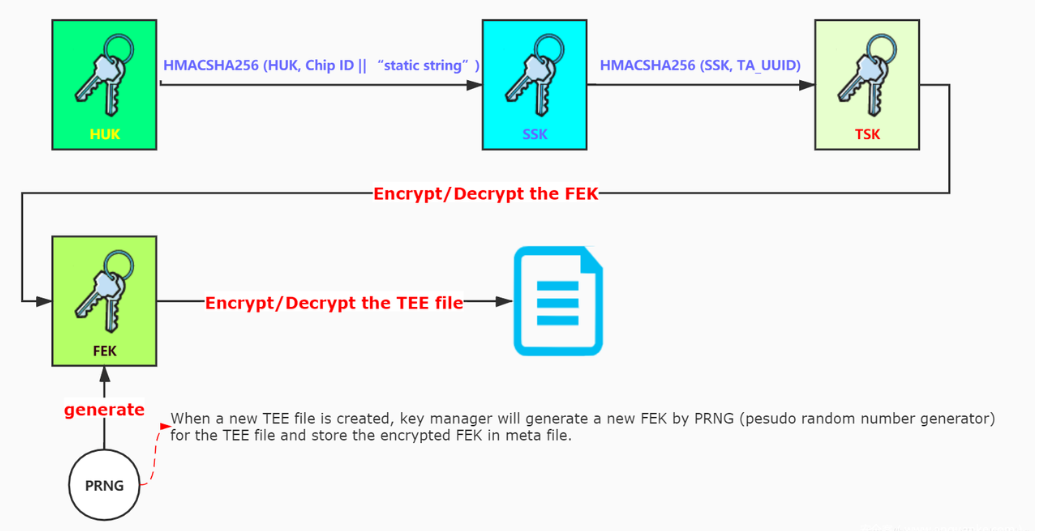 HMACSHA256 (HUK, Chip ID || “static string” )
HMACSHA256 (SSK, TA_UUID)
HUK
SSK
TSK
Encrypt/Decrypt the FEK
Encrypt/Decrypt the TEE file
FEK
generate
When a new TEE file is created, key manager will generate a new FEK by PRNG (pesudo random number generator)
for the TEE file and store the encrypted FEK in meta file.
PRNG